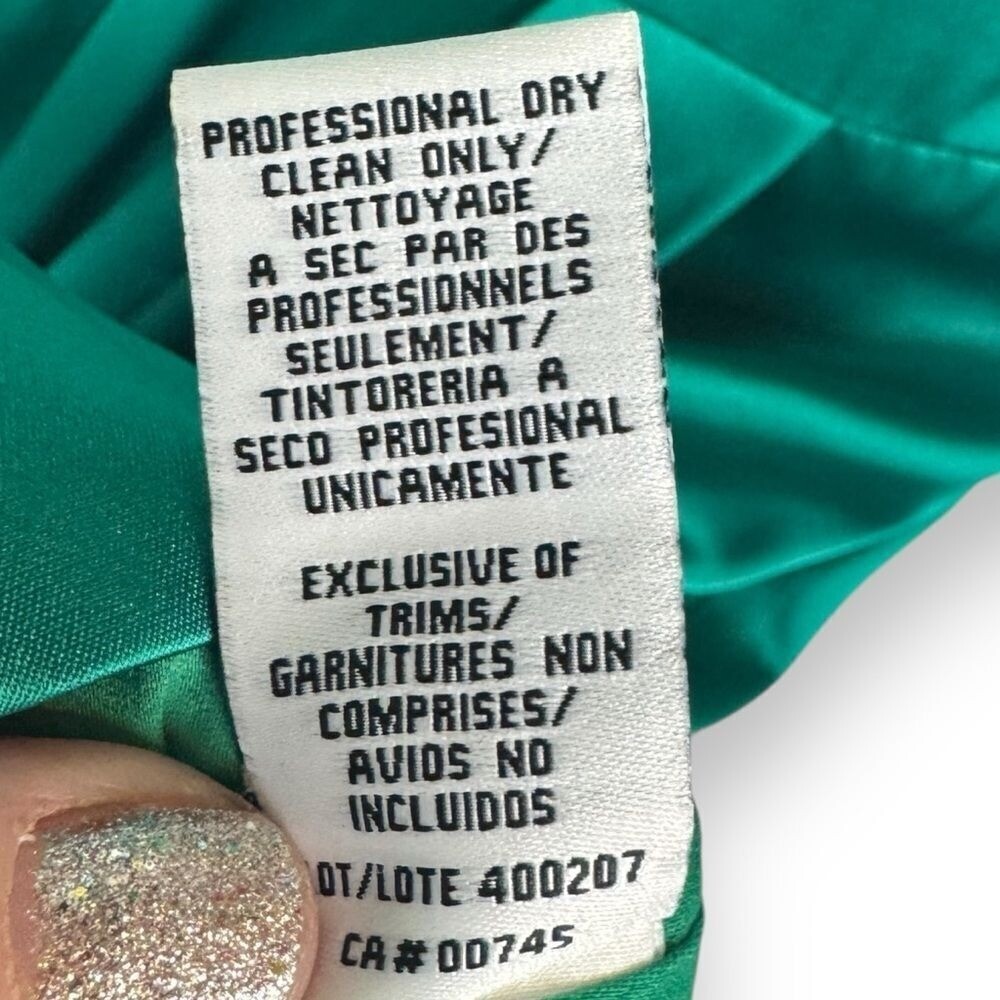 PROFESSIONAL DRY
CLEAN ONLY/
NETTOYAGE
A SEC PAR DES
PROFESSIONNELS
SEULEMENT/
TINTORERIA A
SECO PROFESIONAL
UNICAMENTE
EXCLUSIVE OF
TRIMS/
GARNITURES NON
COMPRISES/
AVIOS NO
INCLUIDOS
OT/LOTE 400207
CA#00745